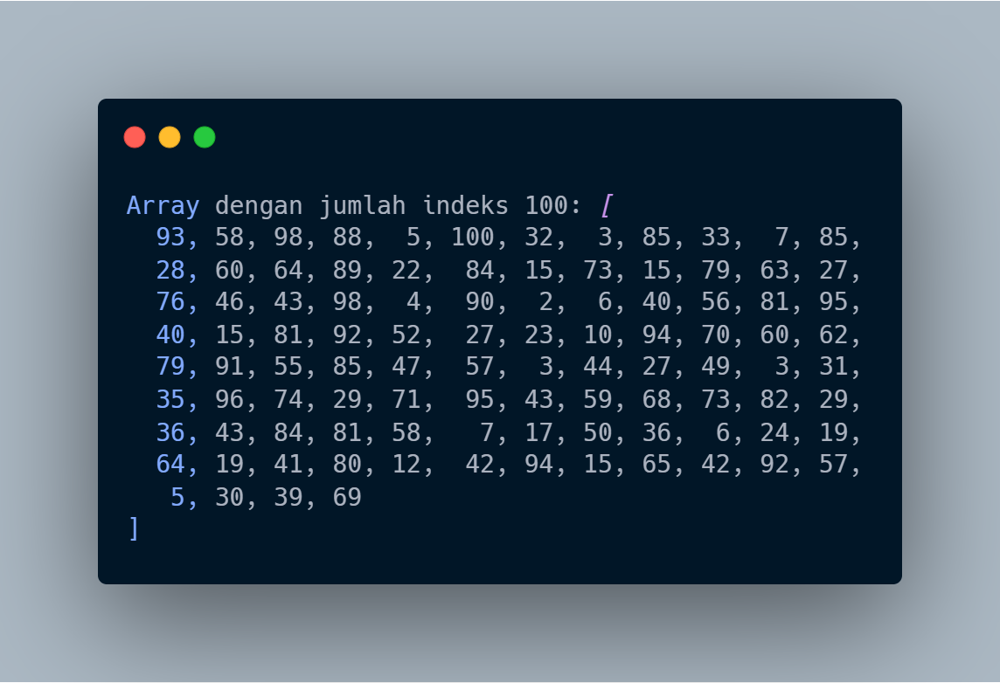 Array dengan jumlah indeks 100: [
93, 58, 98, 88, 5, 100, 32, 3, 85, 33, 7, 85,
28, 60, 64, 89, 22, 84, 15, 73, 15, 79, 63, 27,
76, 46, 43, 98, 4, 90, 2, 6, 40, 56, 81, 95,
40, 15, 81, 92, 52, 27, 23, 10, 94, 70, 60, 62,
79, 91, 55, 85, 47, 57, 3, 44, 27, 49, 3, 31,
35, 96, 74, 29, 71, 95, 43, 59, 68, 73, 82, 29,
36, 43, 84, 81, 58, 7, 17, 50, 36, 6, 24, 19,
64, 19, 41, 80, 12, 42, 94, 15, 65, 42, 92, 57,
5, 30, 39, 69
]